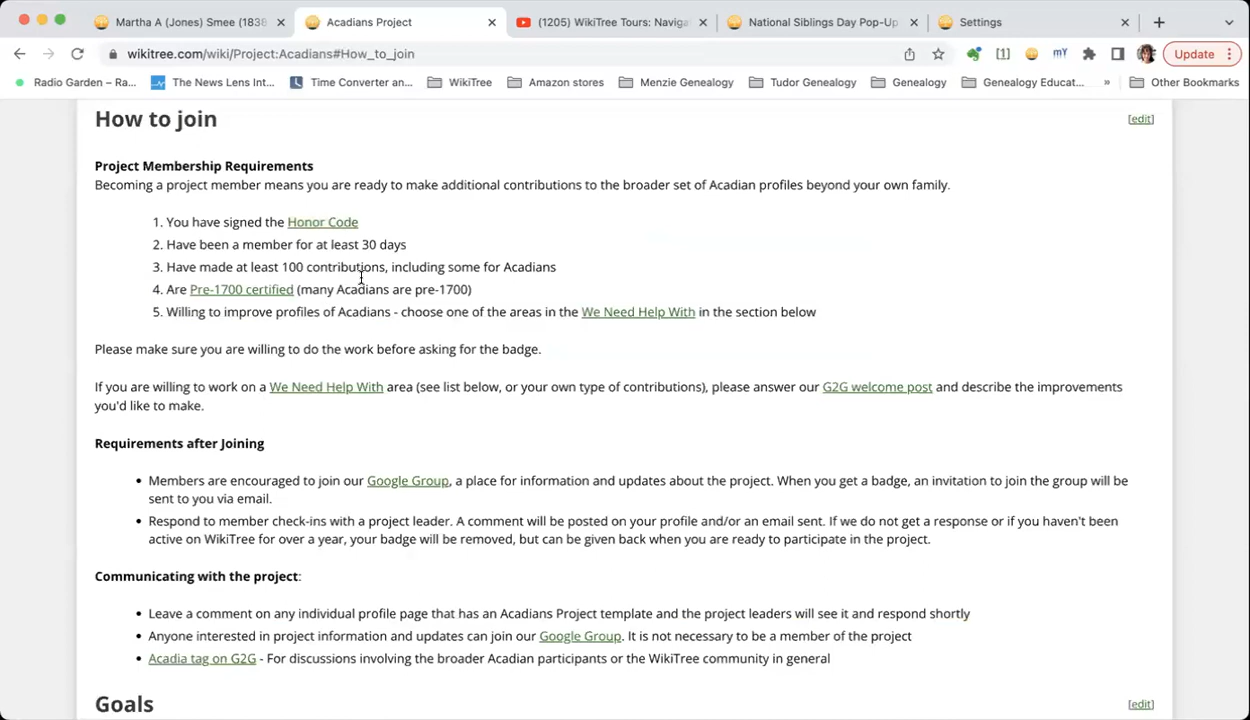 Martha A (Jones) Smee (1838
Acadians Project
(1205) WikiTree Tours: Naviga
National Siblings Day Pop-Up
Settings
wikitree.com/wiki/Project:Acadians#How_to_join
Update
Radio Garden – Ra...
The News Lens Int...
Time Converter an...
WikiTree
Amazon stores
Menzie Genealogy
Tudor Genealogy
Genealogy
Genealogy Educat...
»
Other Bookmarks
How to join
[edit]
Project Membership Requirements
Becoming a project member means you are ready to make additional contributions to the broader set of Acadian profiles beyond your own family.
1. You have signed the Honor Code
2. Have been a member for at least 30 days
3. Have made at least 100 contributions, including some for Acadians
4. Are Pre-1700 certified (many Acadians are pre-1700)
5. Willing to improve profiles of Acadians - choose one of the areas in the We Need Help With in the section below
Please make sure you are willing to do the work before asking for the badge.
If you are willing to work on a We Need Help With area (see list below, or your own type of contributions), please answer our G2G welcome post and describe the improvements
you'd like to make.
Requirements after Joining
• Members are encouraged to join our Google Group, a place for information and updates about the project. When you get a badge, an invitation to join the group will be
sent to you via email.
• Respond to member check-ins with a project leader. A comment will be posted on your profile and/or an email sent. If we do not get a response or if you haven't been
active on WikiTree for over a year, your badge will be removed, but can be given back when you are ready to participate in the project.
Communicating with the project:
• Leave a comment on any individual profile page that has an Acadians Project template and the project leaders will see it and respond shortly
• Anyone interested in project information and updates can join our Google Group. It is not necessary to be a member of the project
• Acadia tag on G2G - For discussions involving the broader Acadian participants or the WikiTree community in general
Goals
[edit]